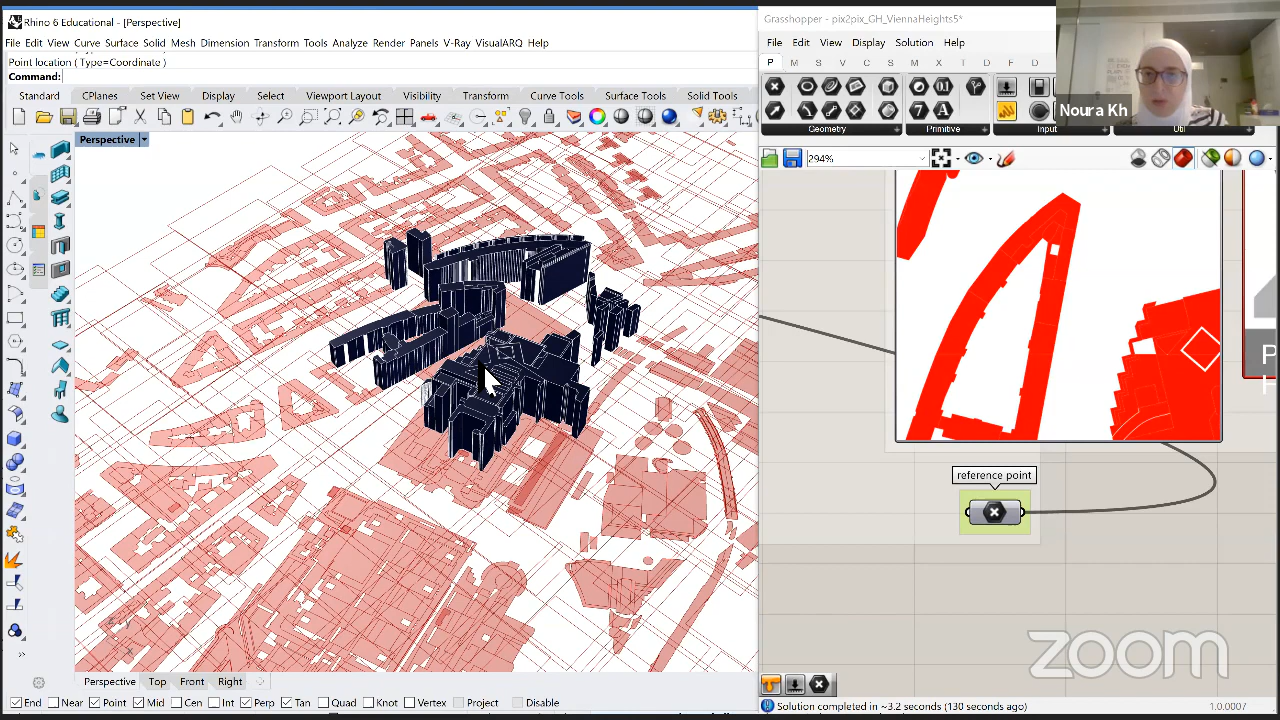 Rhino 6 Educational - [Perspective]
File Edit View Curve Surface Solid Mesh Dimension Transform Tools Analyze Render Panels V-Ray VisualARQ Help
Point location ( Type=Coordinate )
Command:
Standard CPlanes Set View Display Select Viewport Layout Visibility Transform Curve Tools Surface Tools Solid Tools
Perspective
Perspective Top Front Right
End Point Mid Cen Perp Tan Quad Knot Vertex Project Disable
Grasshopper - pix2pix_GH_ViennaHeights5*
File Edit View Display Solution Help
P M S V C S M X T D F D
Geometry Primitive Input Util
Noura Kh
294%
reference point
P
zoom
Solution completed in ~3.2 seconds (130 seconds ago)
1.0.0007